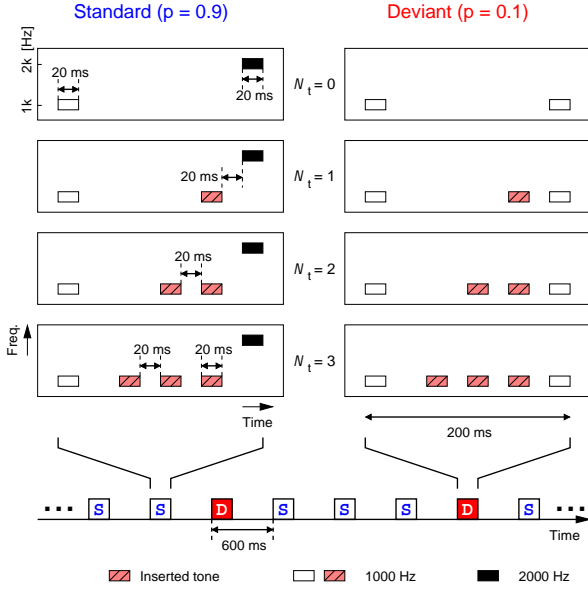 Standard (p = 0.9) Deviant (p = 0.1)
2k [Hz]
1k
20 ms
20 ms
N t = 0
20 ms
N t = 1
20 ms
N t = 2
20 ms 20 ms
N t = 3
Freq.
Time
200 ms
••• S S D S S S D S •••
Time
600 ms
Inserted tone 1000 Hz 2000 Hz